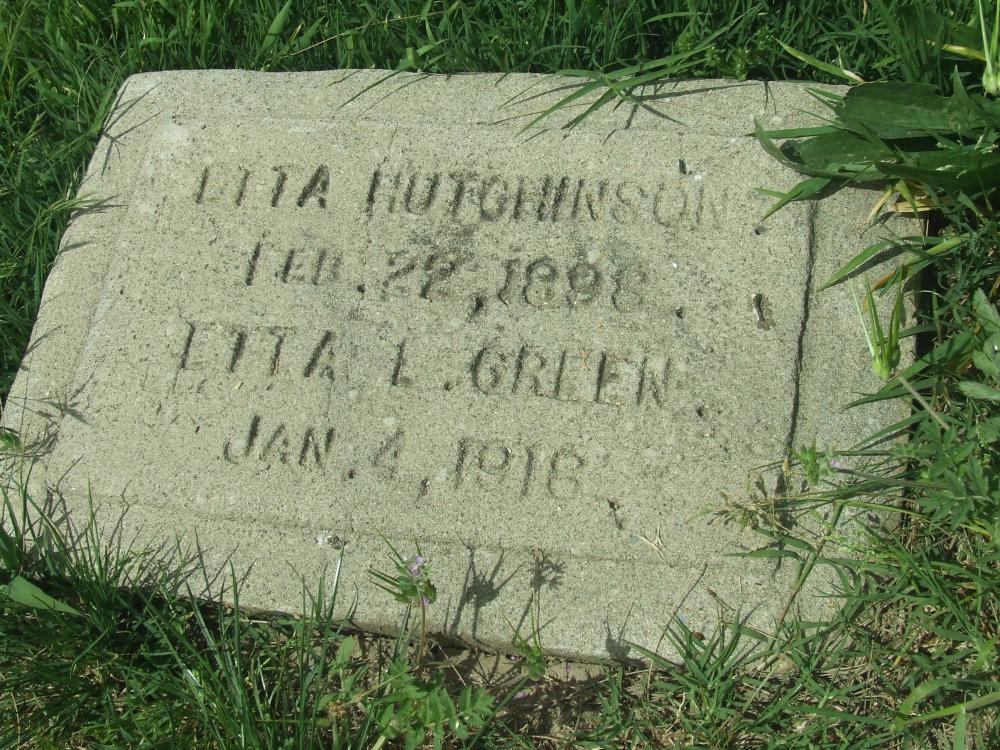 ETTA HUTCHINSON
FEB. 22, 1898.
ETTA L. GREEN
JAN. 4, 1916